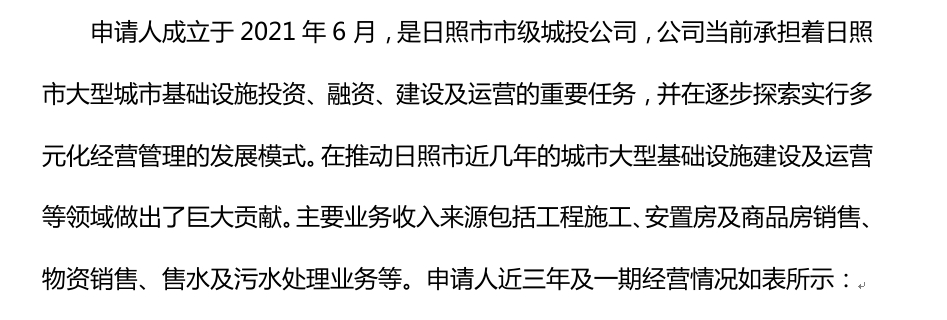 申请人成立于2021年6月，是日照市市级城投公司，公司当前承担着日照
市大型城市基础设施投资、融资、建设及运营的重要任务，并在逐步探索实行多
元化经营管理的发展模式。在推动日照市近几年的城市大型基础设施建设及运营
等领域做出了巨大贡献。主要业务收入来源包括工程施工、安置房及商品房销售、
物资销售、售水及污水处理业务等。申请人近三年及一期经营情况如表所示：